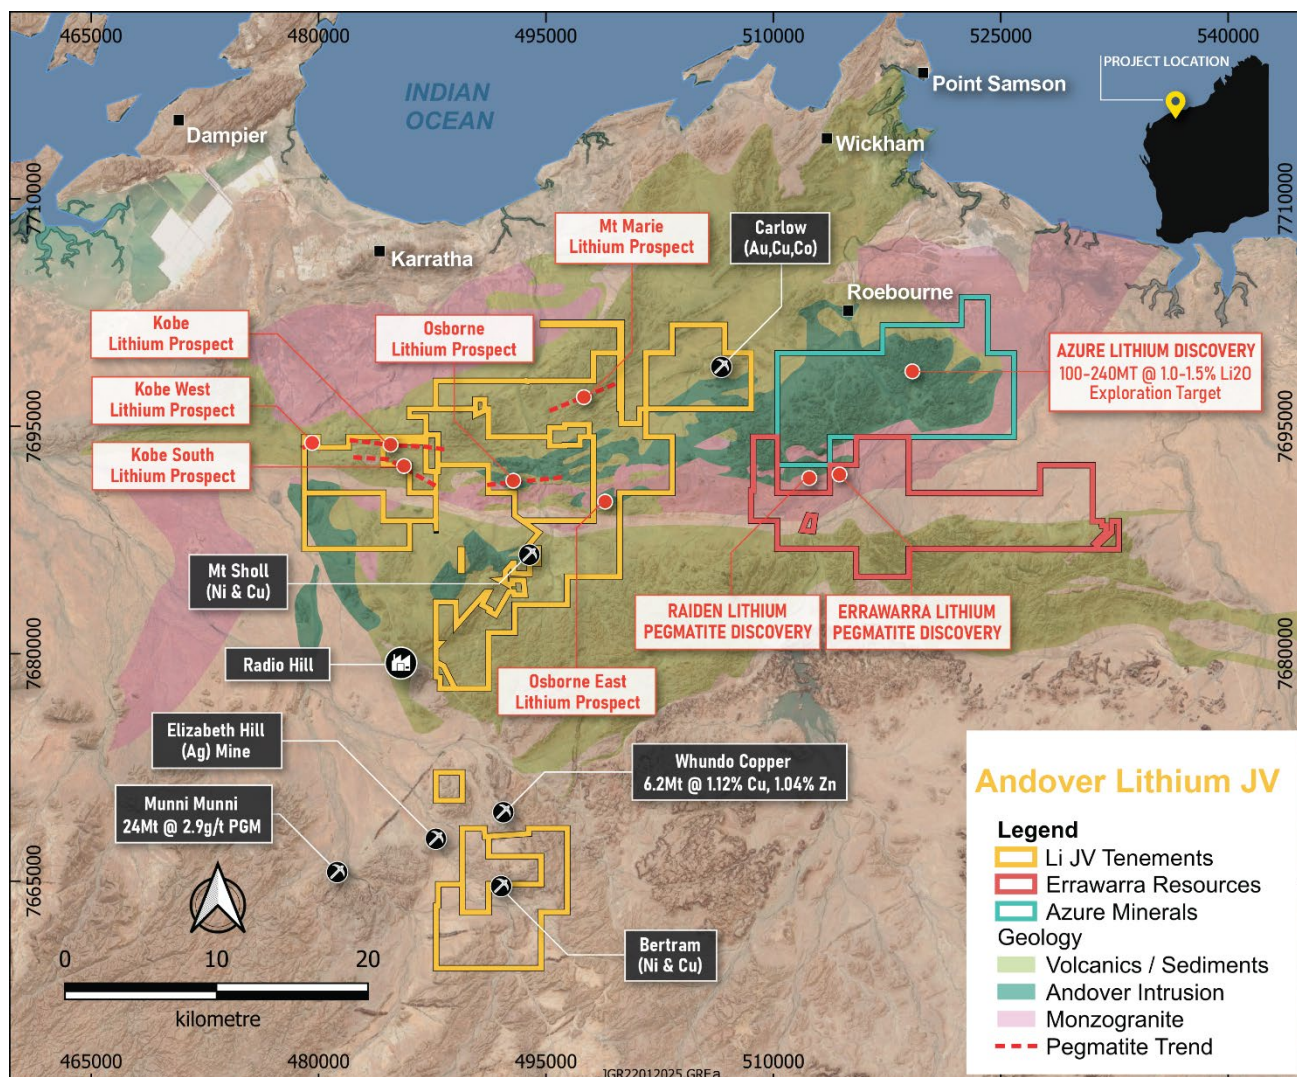 465000
480000
495000
510000
525000
540000
PROJECT LOCATION
INDIAN
OCEAN
Point Samson
Dampier
Wickham
7710000
7710000
Mt Marie
Lithium Prospect
Carlow
(Au,Cu,Co)
Karratha
Roebourne
Kobe
Lithium Prospect
Osborne
Lithium Prospect
AZURE LITHIUM DISCOVERY
100-240MT @ 1.0-1.5% Li2O
Exploration Target
Kobe West
Lithium Prospect
7695000
7695000
Kobe South
Lithium Prospect
Mt Sholl
(Ni & Cu)
RAIDEN LITHIUM
PEGMATITE DISCOVERY
ERRAWARRA LITHIUM
PEGMATITE DISCOVERY
7680000
7680000
Radio Hill
Osborne East
Lithium Prospect
Elizabeth Hill
(Ag) Mine
Whundo Copper
6.2Mt @ 1.12% Cu, 1.04% Zn
Munni Munni
24Mt @ 2.9g/t PGM
7665000
Bertram
(Ni & Cu)
0
10
20
kilometre
Andover Lithium JV
Legend
Li JV Tenements
Errawarra Resources
Azure Minerals
Geology
Volcanics / Sediments
Andover Intrusion
Monzogranite
Pegmatite Trend
465000
480000
495000
510000
JGR22012025_GREa